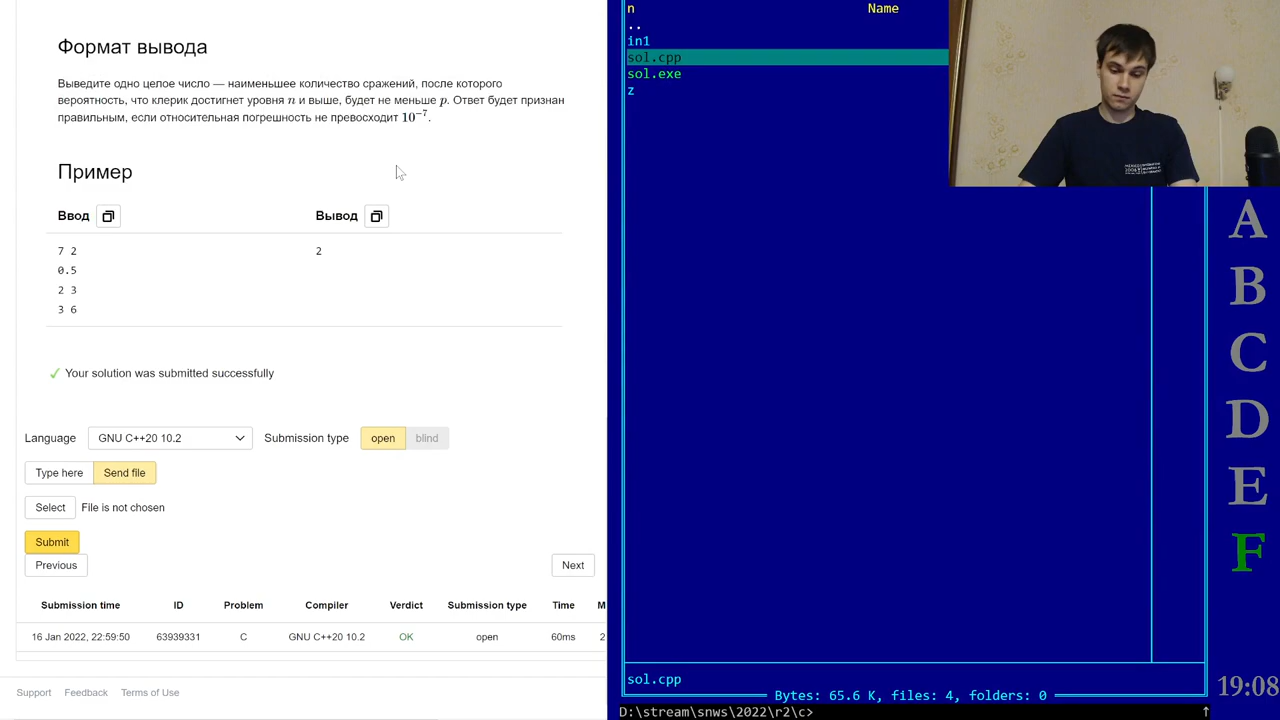 Формат вывода
Выведите одно целое число — наименьшее количество сражений, после которого
вероятность, что клерик достигнет уровня n и выше, будет не меньше p. Ответ будет признан
правильным, если относительная погрешность не превосходит 10⁻⁷.
Пример
Ввод
Вывод
7 2
2
0.5
2 3
3 6
Your solution was submitted successfully
Language GNU C++20 10.2 Submission type open blind
Type here Send file
Select File is not chosen
Submit
Previous Next
Submission time ID Problem Compiler Verdict Submission type Time M
16 Jan 2022, 22:59:50 63939331 C GNU C++20 10.2 OK open 60ms 2
Support Feedback Terms of Use
n Name
..
in1
sol.cpp
sol.exe
z
sol.cpp
Bytes: 65.6 K, files: 4, folders: 0
D:\stream\snws\2022\r2\c>
A
B
C
D
E
F
19:08